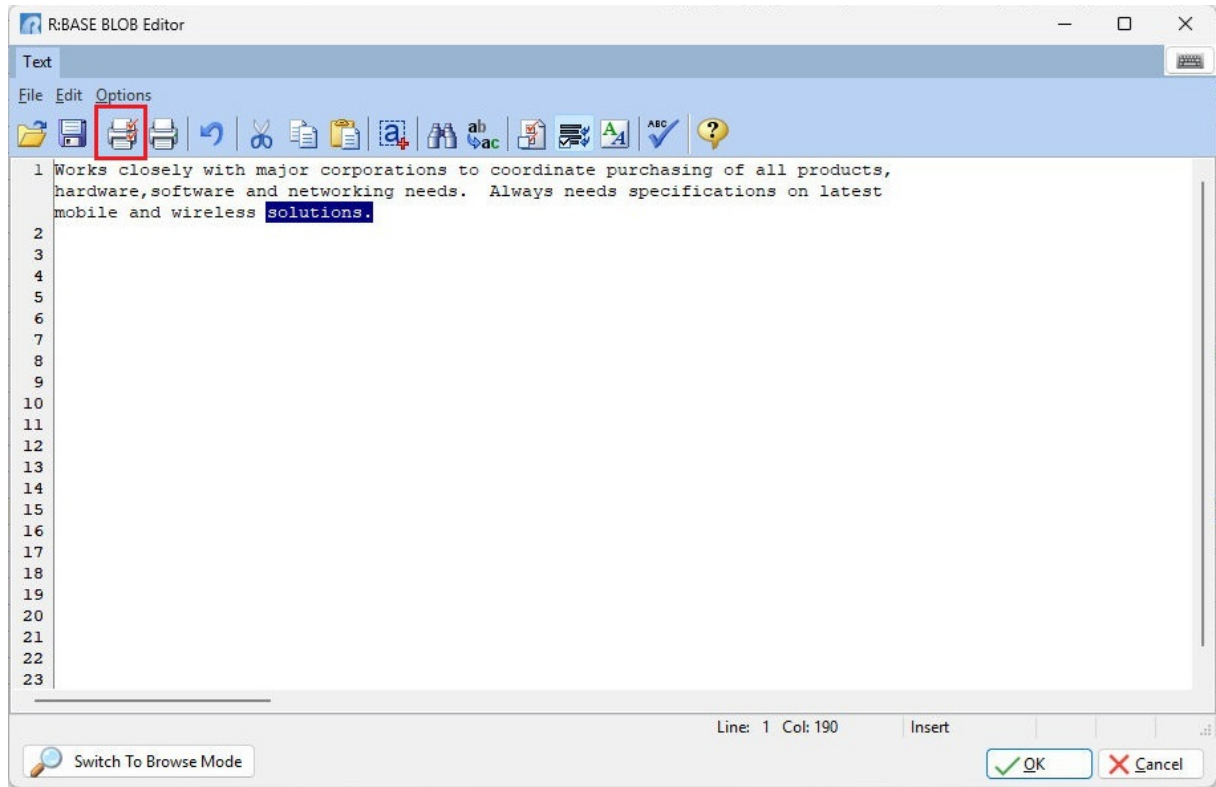 R:BASE BLOB Editor
Text
File Edit Options
ab
ac
a
A
A
ABC
?
1 Works closely with major corporations to coordinate purchasing of all products,
hardware,software and networking needs.  Always needs specifications on latest
mobile and wireless solutions.
2
3
4
5
6
7
8
9
10
11
12
13
14
15
16
17
18
19
20
21
22
23
Line: 1 Col: 190 Insert
Switch To Browse Mode OK Cancel